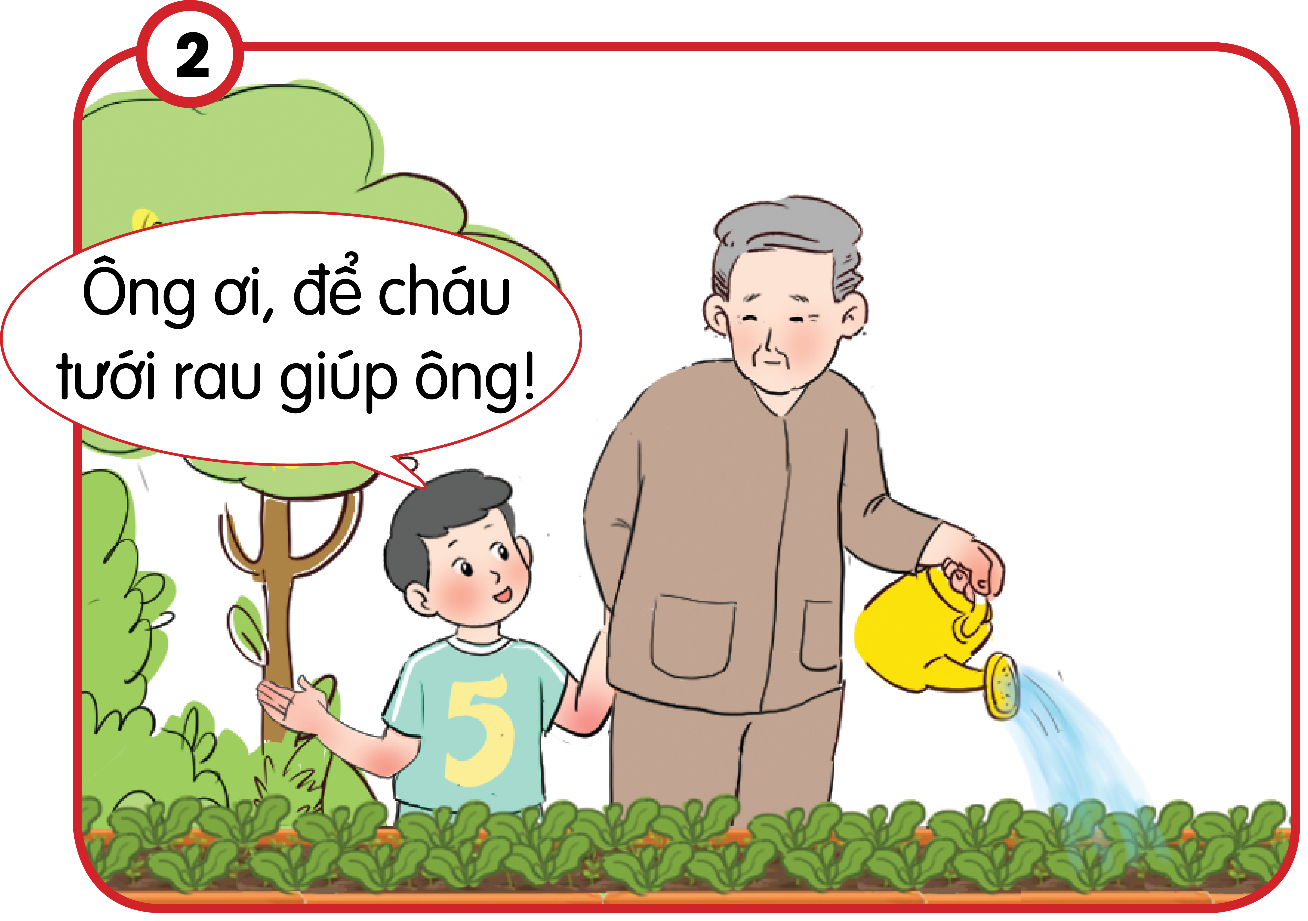 2
Ông ơi, để cháu
tưới rau giúp ông!
5